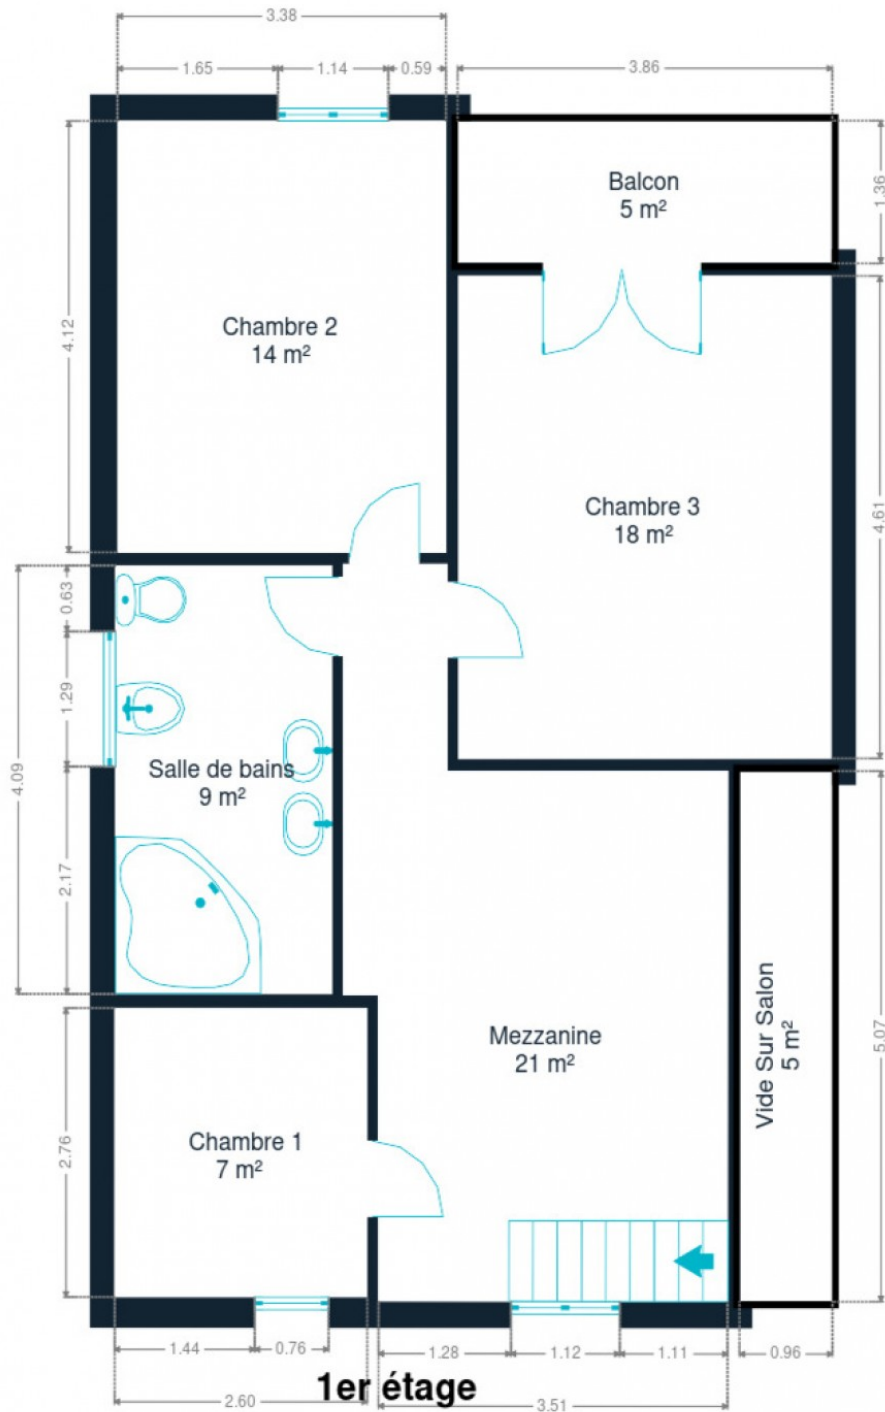 3.38
1.65 1.14 0.59 3.86
Balcon
5 m²
1.36
Chambre 2
14 m²
4.12
Chambre 3
18 m²
4.61
0.63
1.29
4.09
Salle de bains
9 m²
2.17
Mezzanine
21 m²
Vide Sur Salon
5 m²
5.07
Chambre 1
7 m²
2.76
1.44 0.76 1.28 1.12 1.11 0.96
1er étage
2.60 3.51